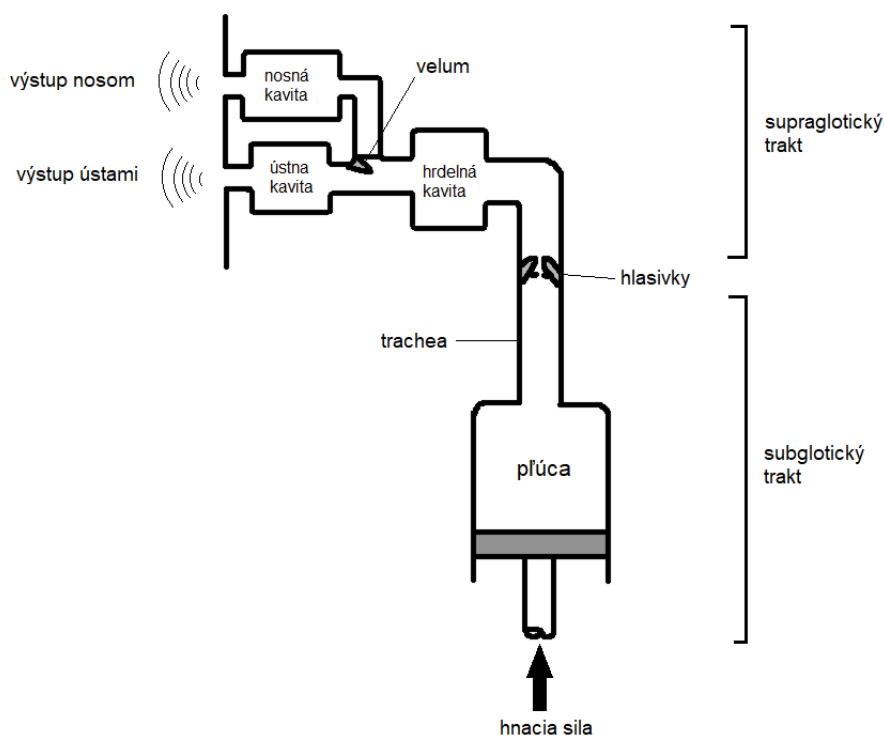 velum
nosná
kavita
výstup nosom
supraglotický
trakt
ústna
kavita
výstup ústami
hrdelná
kavita
hlasivky
trachea
subglotický
trakt
pľúca
hnacia sila